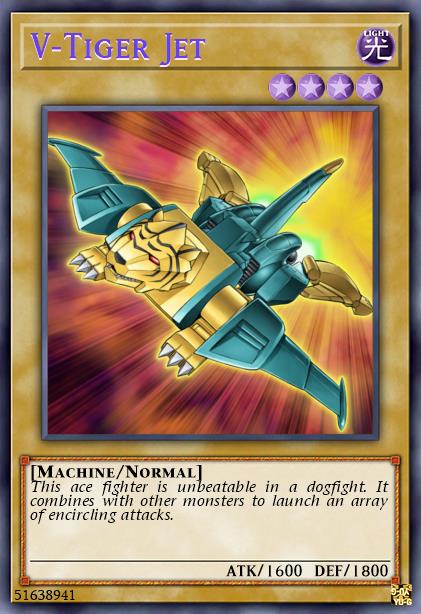 V-Tiger Jet
LIGHT
光
[Machine/Normal]
This ace fighter is unbeatable in a dogfight. It
combines with other monsters to launch an array
of encircling attacks.
ATK/1600 DEF/1800
51638941